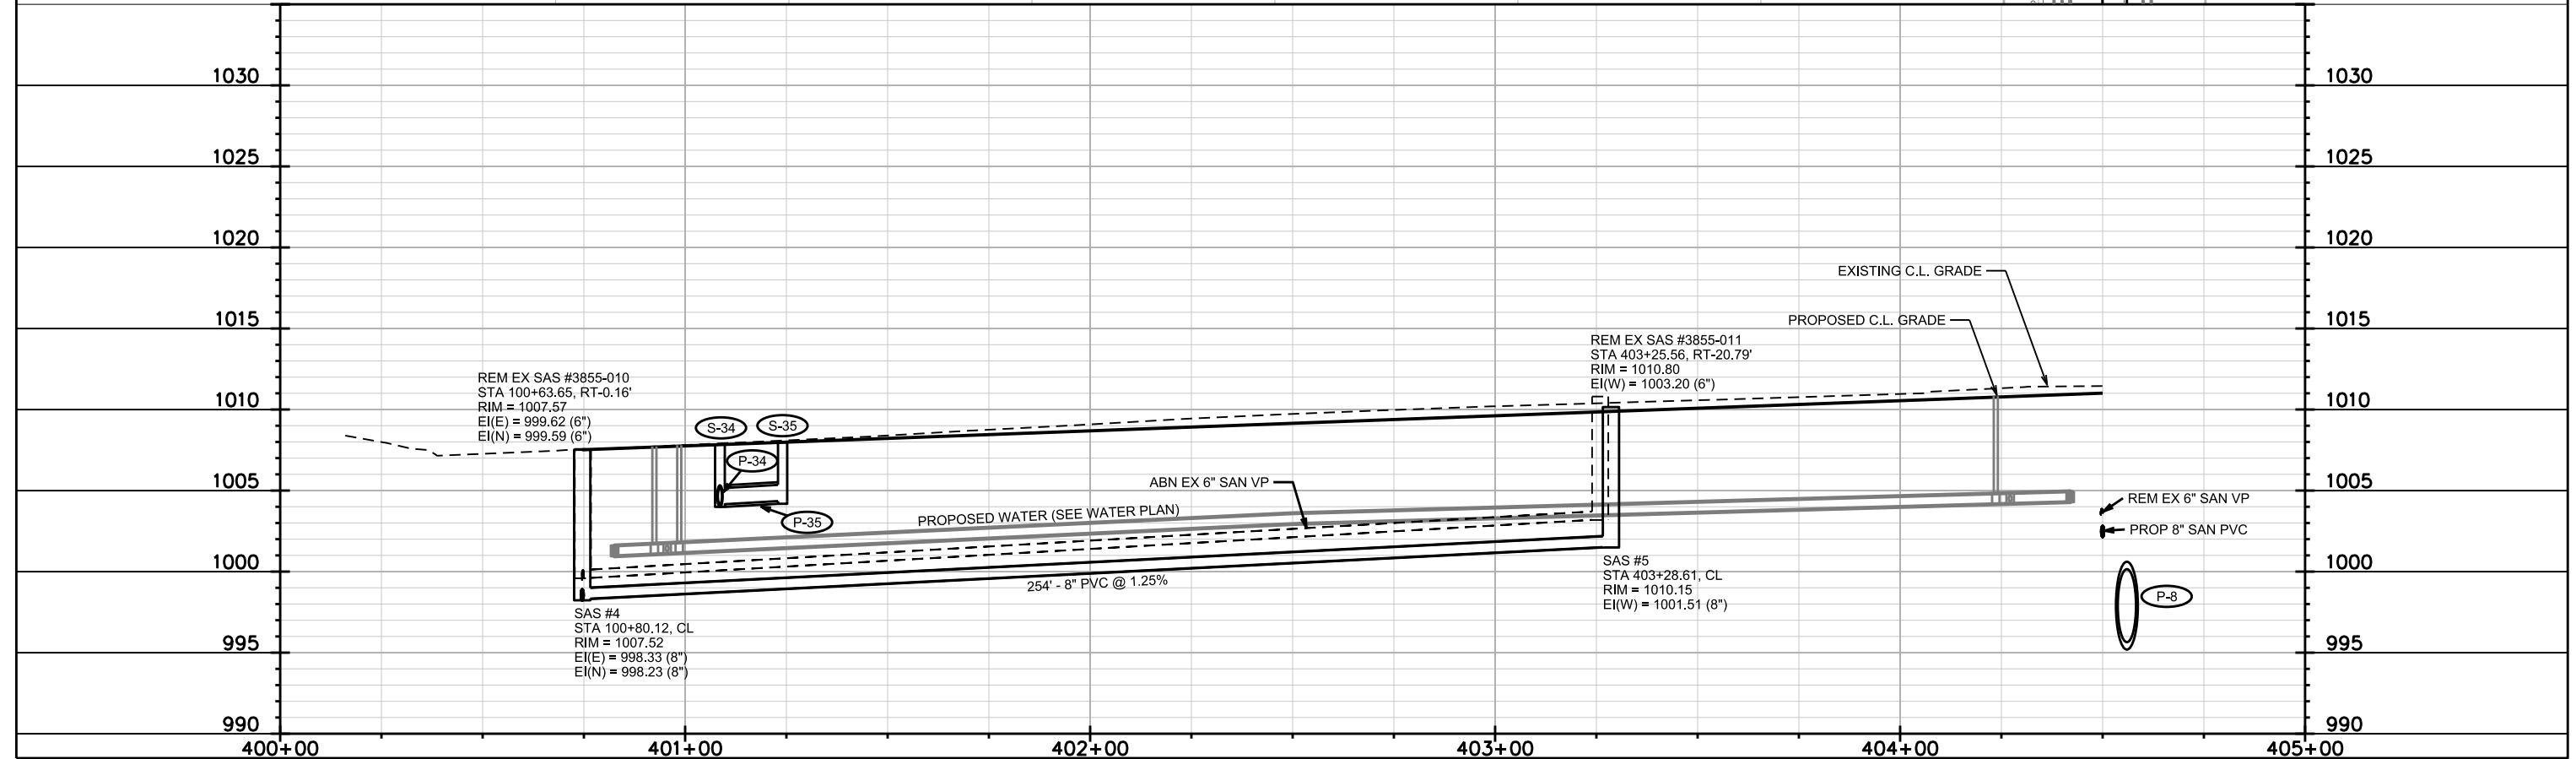 1030
1030
1025
1025
1020
1020
EXISTING C.L. GRADE
1015
1015
PROPOSED C.L. GRADE
REM EX SAS #3855-011
STA 403+25.56, RT-20.79'
RIM = 1010.80
EI(W) = 1003.20 (6")
REM EX SAS #3855-010
STA 100+63.65, RT-0.16'
RIM = 1007.57
EI(E) = 999.62 (6")
EI(N) = 999.59 (6")
1010
1010
S-34
S-35
P-34
P-35
1005
1005
ABN EX 6" SAN VP
PROPOSED WATER (SEE WATER PLAN)
REM EX 6" SAN VP
PROP 8" SAN PVC
1000
1000
254' - 8" PVC @ 1.25%
SAS #5
STA 403+28.61, CL
RIM = 1010.15
EI(W) = 1001.51 (8")
P-8
SAS #4
STA 100+80.12, CL
RIM = 1007.52
EI(E) = 998.33 (8")
EI(N) = 998.23 (8")
995
995
990
990
400+00
401+00
402+00
403+00
404+00
405+00